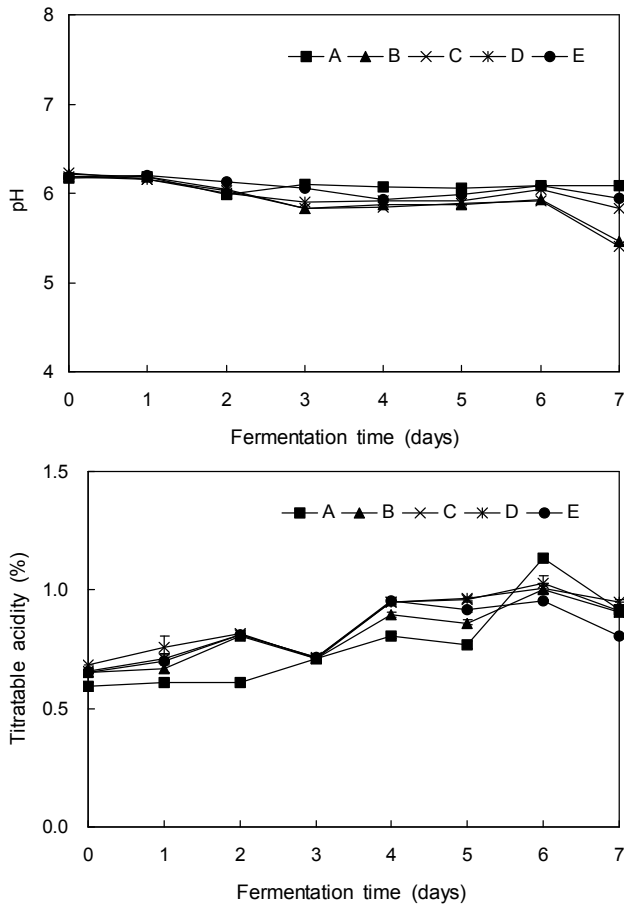 8
7
6
5
4
pH
A B C D E
0 1 2 3 4 5 6 7
Fermentation time (days)
1.5
1.0
0.5
0.0
Titratable acidity (%)
A B C D E
0 1 2 3 4 5 6 7
Fermentation time (days)